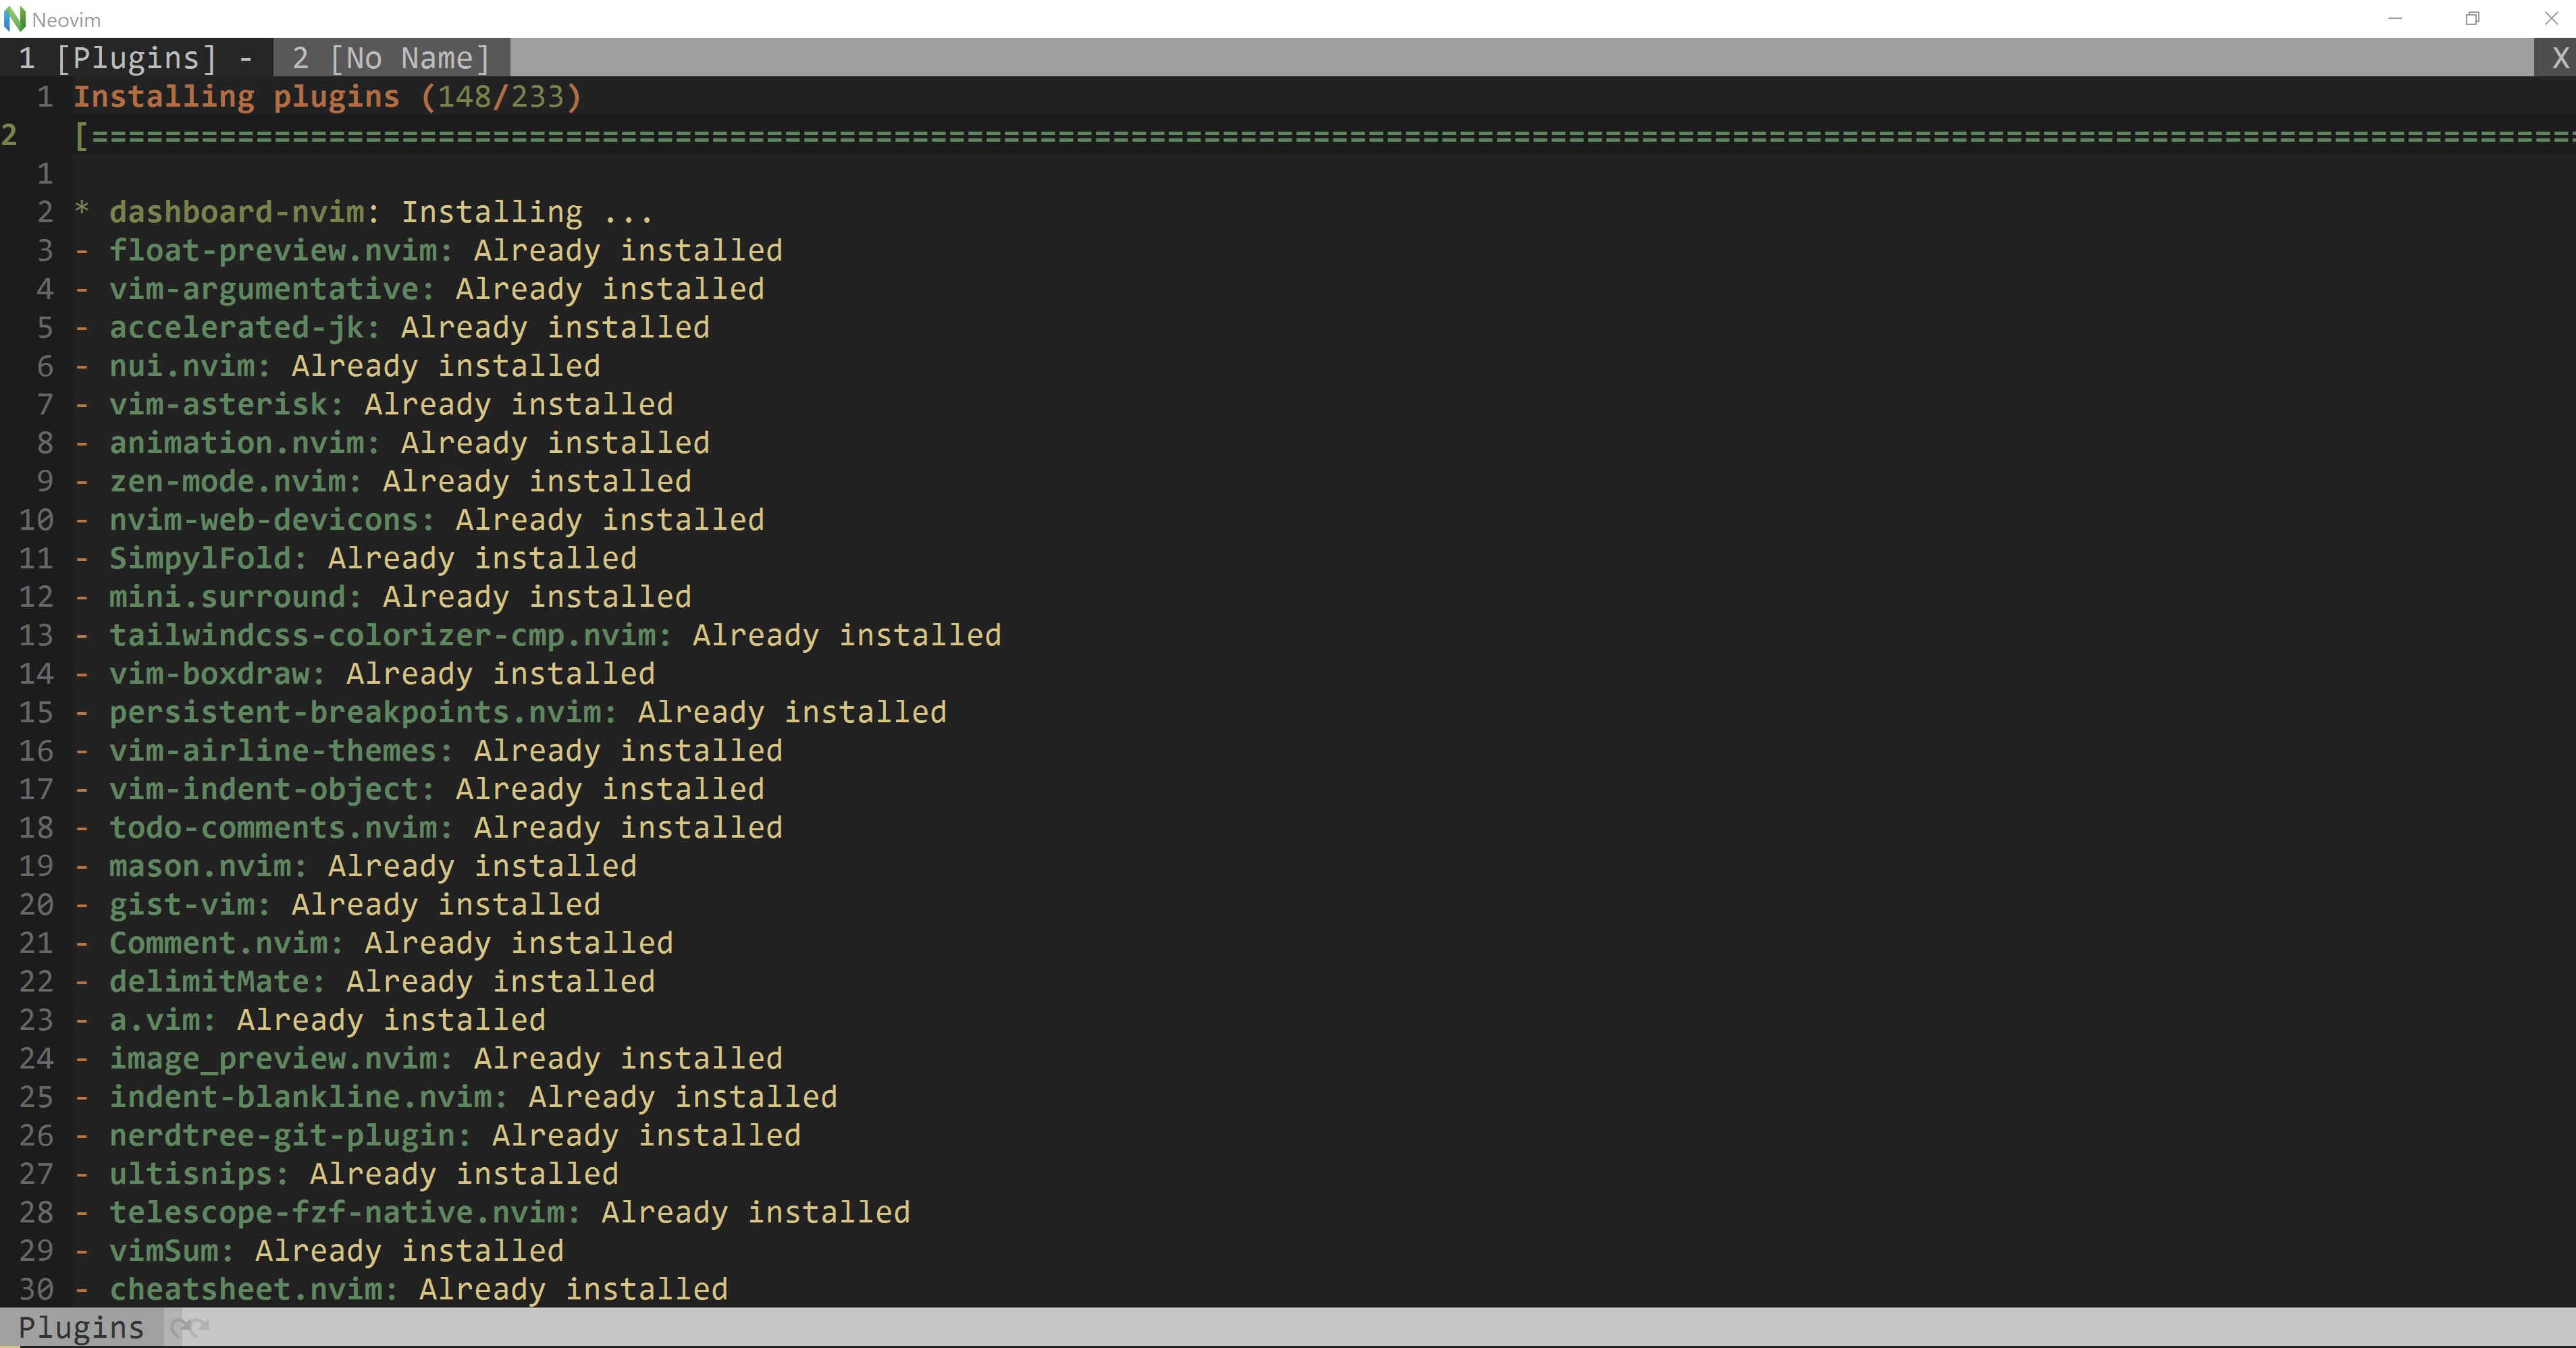 Neovim
1 [Plugins] - 2 [No Name] X
1 Installing plugins (148/233)
2 [========================================================================================================================================
1
2 * dashboard-nvim: Installing ...
3 - float-preview.nvim: Already installed
4 - vim-argumentative: Already installed
5 - accelerated-jk: Already installed
6 - nui.nvim: Already installed
7 - vim-asterisk: Already installed
8 - animation.nvim: Already installed
9 - zen-mode.nvim: Already installed
10 - nvim-web-devicons: Already installed
11 - SimpylFold: Already installed
12 - mini.surround: Already installed
13 - tailwindcss-colorizer-cmp.nvim: Already installed
14 - vim-boxdraw: Already installed
15 - persistent-breakpoints.nvim: Already installed
16 - vim-airline-themes: Already installed
17 - vim-indent-object: Already installed
18 - todo-comments.nvim: Already installed
19 - mason.nvim: Already installed
20 - gist-vim: Already installed
21 - Comment.nvim: Already installed
22 - delimitMate: Already installed
23 - a.vim: Already installed
24 - image_preview.nvim: Already installed
25 - indent-blankline.nvim: Already installed
26 - nerdtree-git-plugin: Already installed
27 - ultisnips: Already installed
28 - telescope-fzf-native.nvim: Already installed
29 - vimSum: Already installed
30 - cheatsheet.nvim: Already installed
Plugins